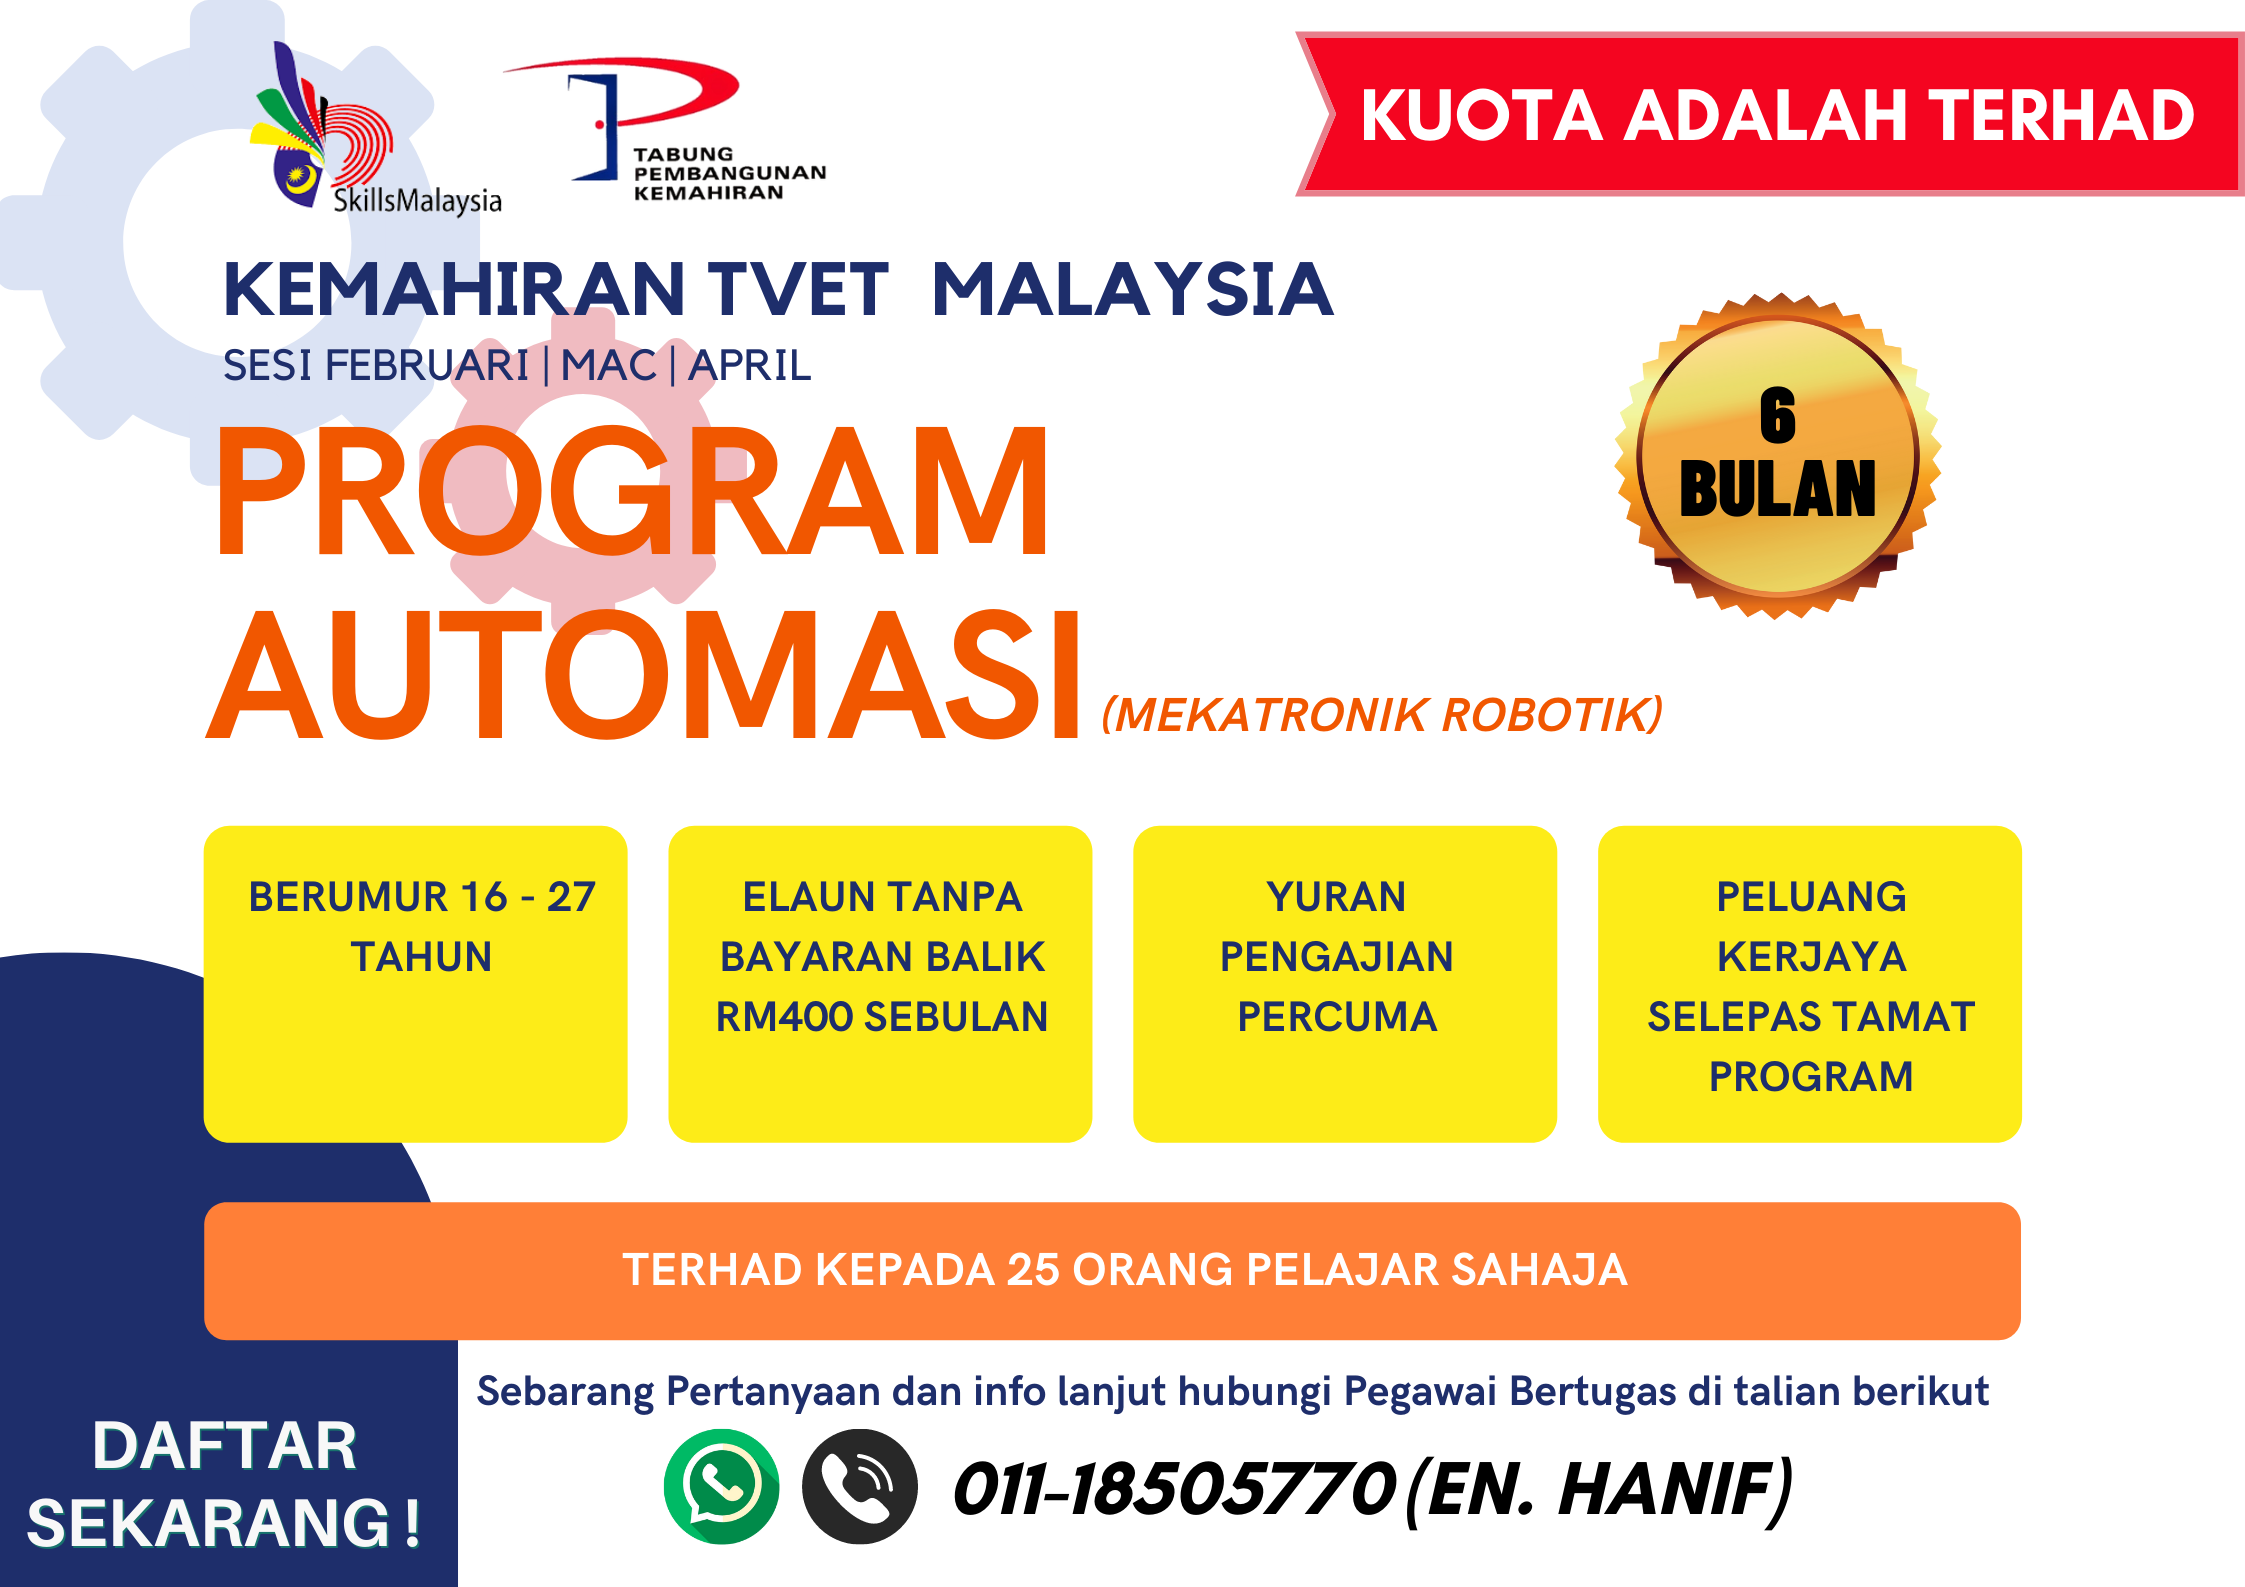 SkillsMalaysia
TABUNG
PEMBANGUNAN
KEMAHIRAN
KUOTA ADALAH TERHAD
KEMAHIRAN TVET MALAYSIA
SESI FEBRUARI | MAC | APRIL
PROGRAM
AUTOMASI (MEKATRONIK ROBOTIK)
6
BULAN
BERUMUR 16 - 27
TAHUN
ELAUN TANPA
BAYARAN BALIK
RM400 SEBULAN
YURAN
PENGAJIAN
PERCUMA
PELUANG
KERJAYA
SELEPAS TAMAT
PROGRAM
TERHAD KEPADA 25 ORANG PELAJAR SAHAJA
Sebarang Pertanyaan dan info lanjut hubungi Pegawai Bertugas di talian berikut
011-18505770 (EN. HANIF)
DAFTAR
SEKARANG !